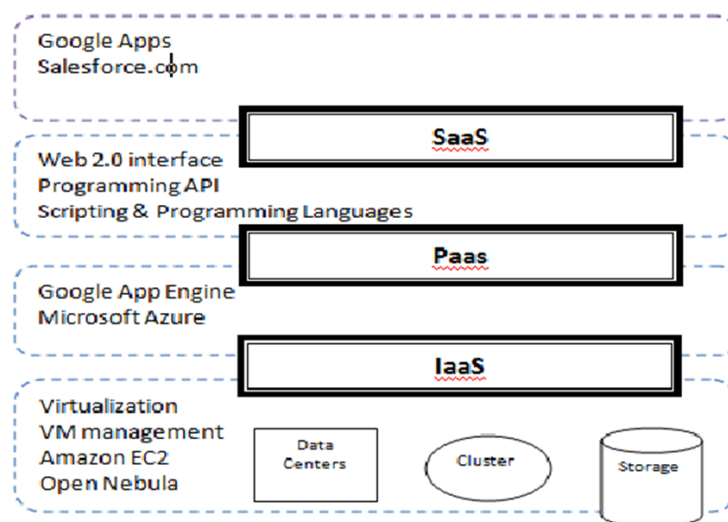 Google Apps
Salesforce.com
SaaS
Web 2.0 interface
Programming API
Scripting & Programming Languages
Paas
Google App Engine
Microsoft Azure
IaaS
Virtualization
VM management
Amazon EC2
Open Nebula
Data
Centers
Cluster
Storage